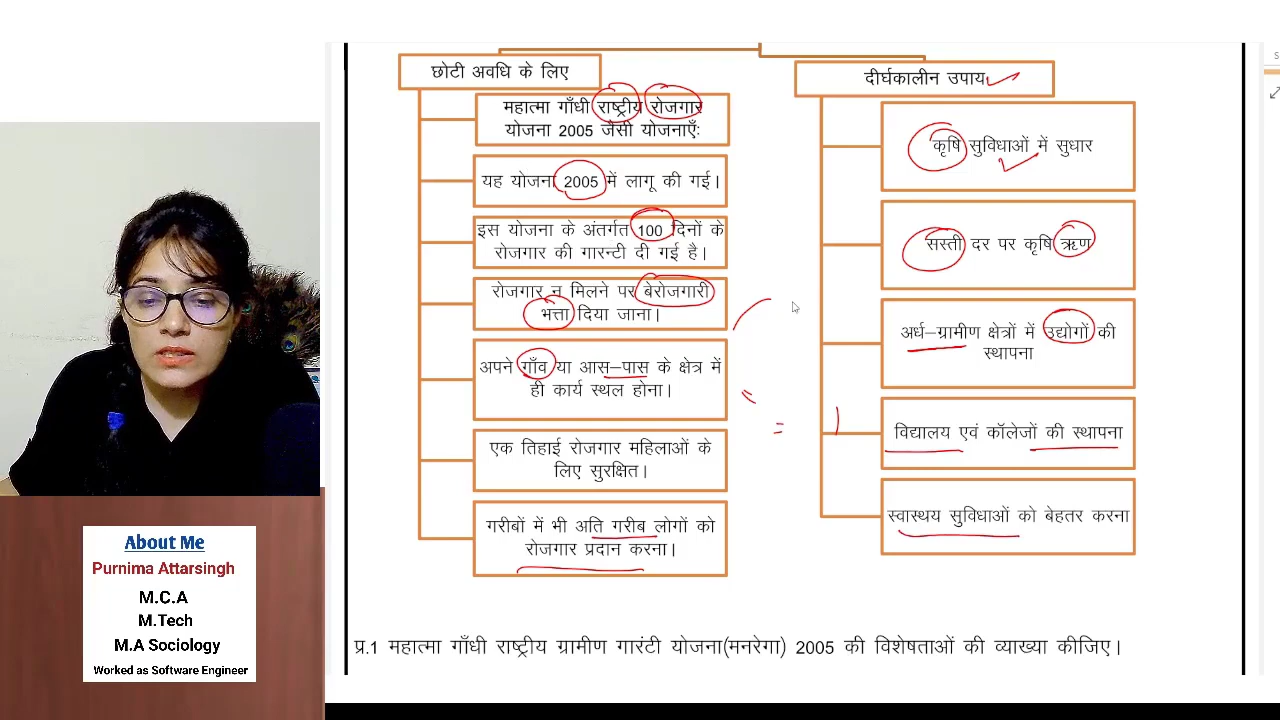 छोटी अवधि के लिए
महात्मा गाँधी राष्ट्रीय रोजगार
योजना 2005 जैसी योजनाएँः
यह योजना 2005 में लागू की गई।
इस योजना के अंतर्गत 100 दिनों के
रोजगार की गारन्टी दी गई है।
रोजगार न मिलने पर बेरोजगारी
भत्ता दिया जाना।
अपने गाँव या आस–पास के क्षेत्र में
ही कार्य स्थल होना।
एक तिहाई रोजगार महिलाओं के
लिए सुरक्षित।
गरीबों में भी अति गरीब लोगों को
रोजगार प्रदान करना।
दीर्घकालीन उपाय
कृषि सुविधाओं में सुधार
सस्ती दर पर कृषि ऋण
अर्ध–ग्रामीण क्षेत्रों में उद्योगों की
स्थापना
विद्यालय एवं कॉलेजों की स्थापना
स्वास्थय सुविधाओं को बेहतर करना
प्र.1 महात्मा गाँधी राष्ट्रीय ग्रामीण गारंटी योजना(मनरेगा) 2005 की विशेषताओं की व्याख्या कीजिए।
About Me
Purnima Attarsingh
M.C.A
M.Tech
M.A Sociology
Worked as Software Engineer